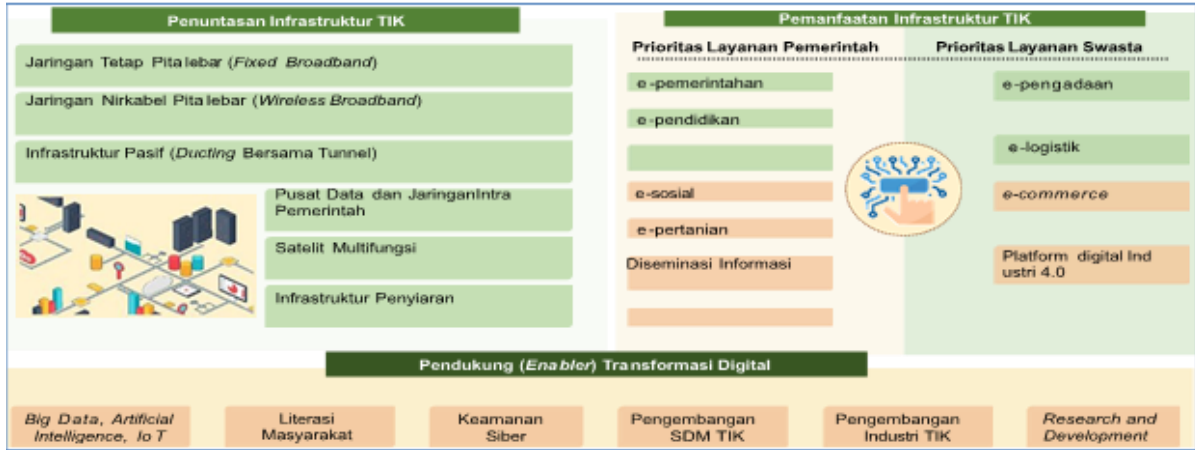 Penuntasan Infrastruktur TIK
Jaringan Tetap Pita lebar (Fixed Broadband)
Jaringan Nirkabel Pita lebar (Wireless Broadband)
Infrastruktur Pasif (Ducting Bersama Tunnel)
Pusat Data dan JaringanIntra
Pemerintah
Satelit Multifungsi
Infrastruktur Penyiaran
Pemanfaatan Infrastruktur TIK
Prioritas Layanan Pemerintah
e-pemerintahan
e-pendidikan
e-sosial
e-pertanian
Diseminasi Informasi
Prioritas Layanan Swasta
e-pengadaan
e-logistik
e-commerce
Platform digital Ind
ustri 4.0
Pendukung (Enabler) Transformasi Digital
Big Data, Artificial
Intelligence, IoT
Literasi
Masyarakat
Keamanan
Siber
Pengembangan
SDM TIK
Pengembangan
Industri TIK
Research and
Development